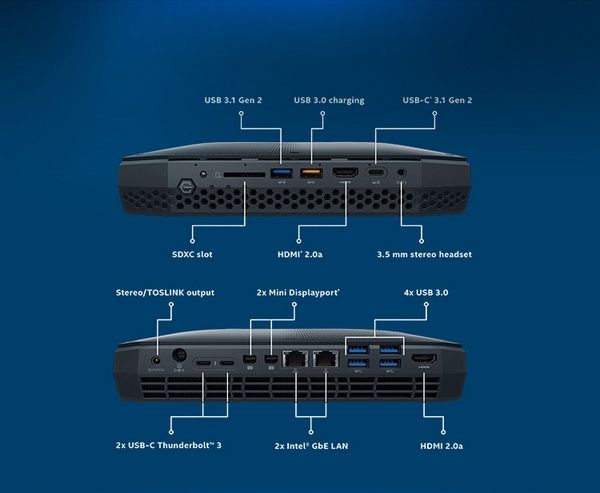 USB 3.1 Gen 2
USB 3.0 charging
USB-C* 3.1 Gen 2
SDXC slot
HDMI* 2.0a
3.5 mm stereo headset
Stereo/TOSLINK output
2x Mini Displayport*
4x USB 3.0
2x USB-C Thunderbolt™ 3
2x Intel® GbE LAN
HDMI 2.0a